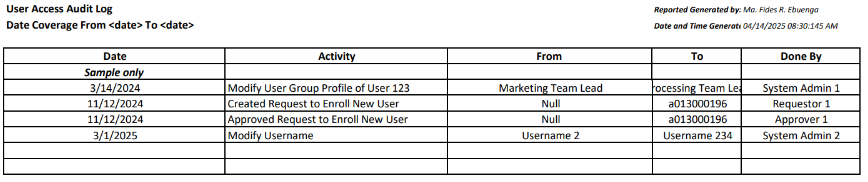 User Access Audit Log
Reported Generated by: Ma. Fides R. Ebuenga
Date Coverage From <date> To <date>
Date and Time Generate 04/14/2025 08:30:145 AM
Date Activity From To Done By
Sample only
3/14/2024 Modify User Group Profile of User 123 Marketing Team Lead rocessing Team Lea System Admin 1
11/12/2024 Created Request to Enroll New User Null a013000196 Requestor 1
11/12/2024 Approved Request to Enroll New User Null a013000196 Approver 1
3/1/2025 Modify Username Username 2 Username 234 System Admin 2